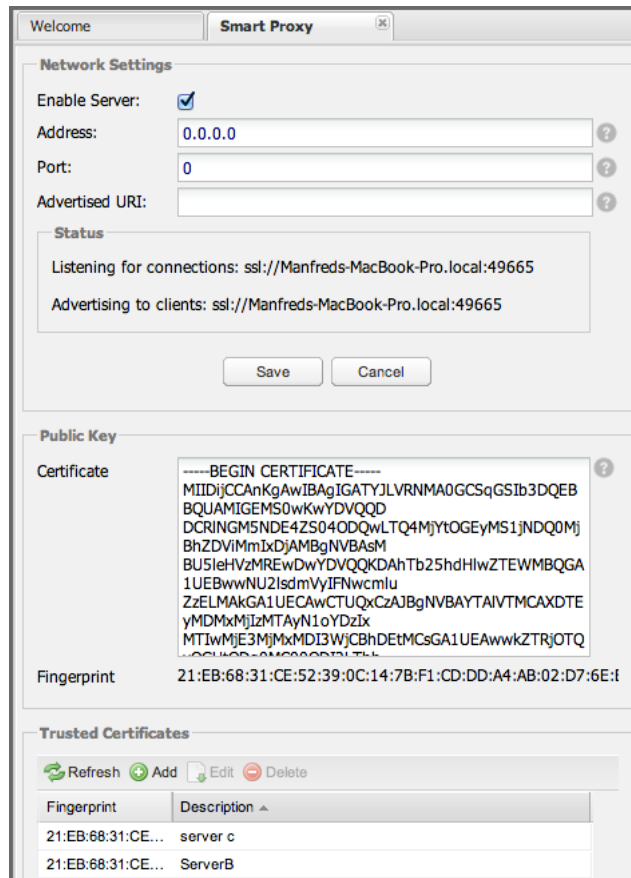 Welcome
Smart Proxy
Network Settings
Enable Server:
Address: 0.0.0.0
Port: 0
Advertised URI:
Status
Listening for connections: ssl://Manfreds-MacBook-Pro.local:49665
Advertising to clients: ssl://Manfreds-MacBook-Pro.local:49665
Save Cancel
Public Key
Certificate
-----BEGIN CERTIFICATE-----
MIIDijCCAnKgAwIBAgIGATYJLVRNMA0GCSqGSIb3DQEB
BQUAMIGEMS0wKwYDVQQD
DCRlNGM5NDE4ZS04ODQwLTQ4MjYtOGEyMS1jNDQ0Mj
BhZDViMmIxDjAMBgNVBAsM
BU5leHVzMREwDwYDVQQKDAhTb25hdHlwZTEWMBQGA
1UEBwwNU2lsdmVyIFNwcmlu
ZzELMAkGA1UECAwCTUQxCzAJBgNVBAYTAlVTMCAXDTE
yMDMxMjIzMTAyN1oYDzIx
MTIwMjE3MjMxMDI3WjCBhDEtMCsGA1UEAwwkZTRjOTQ
Fingerprint 21:EB:68:31:CE:52:39:0C:14:7B:F1:CD:DD:A4:AB:02:D7:6E:
Trusted Certificates
Refresh Add Edit Delete
Fingerprint Description
21:EB:68:31:CE... server c
21:EB:68:31:CE... ServerB